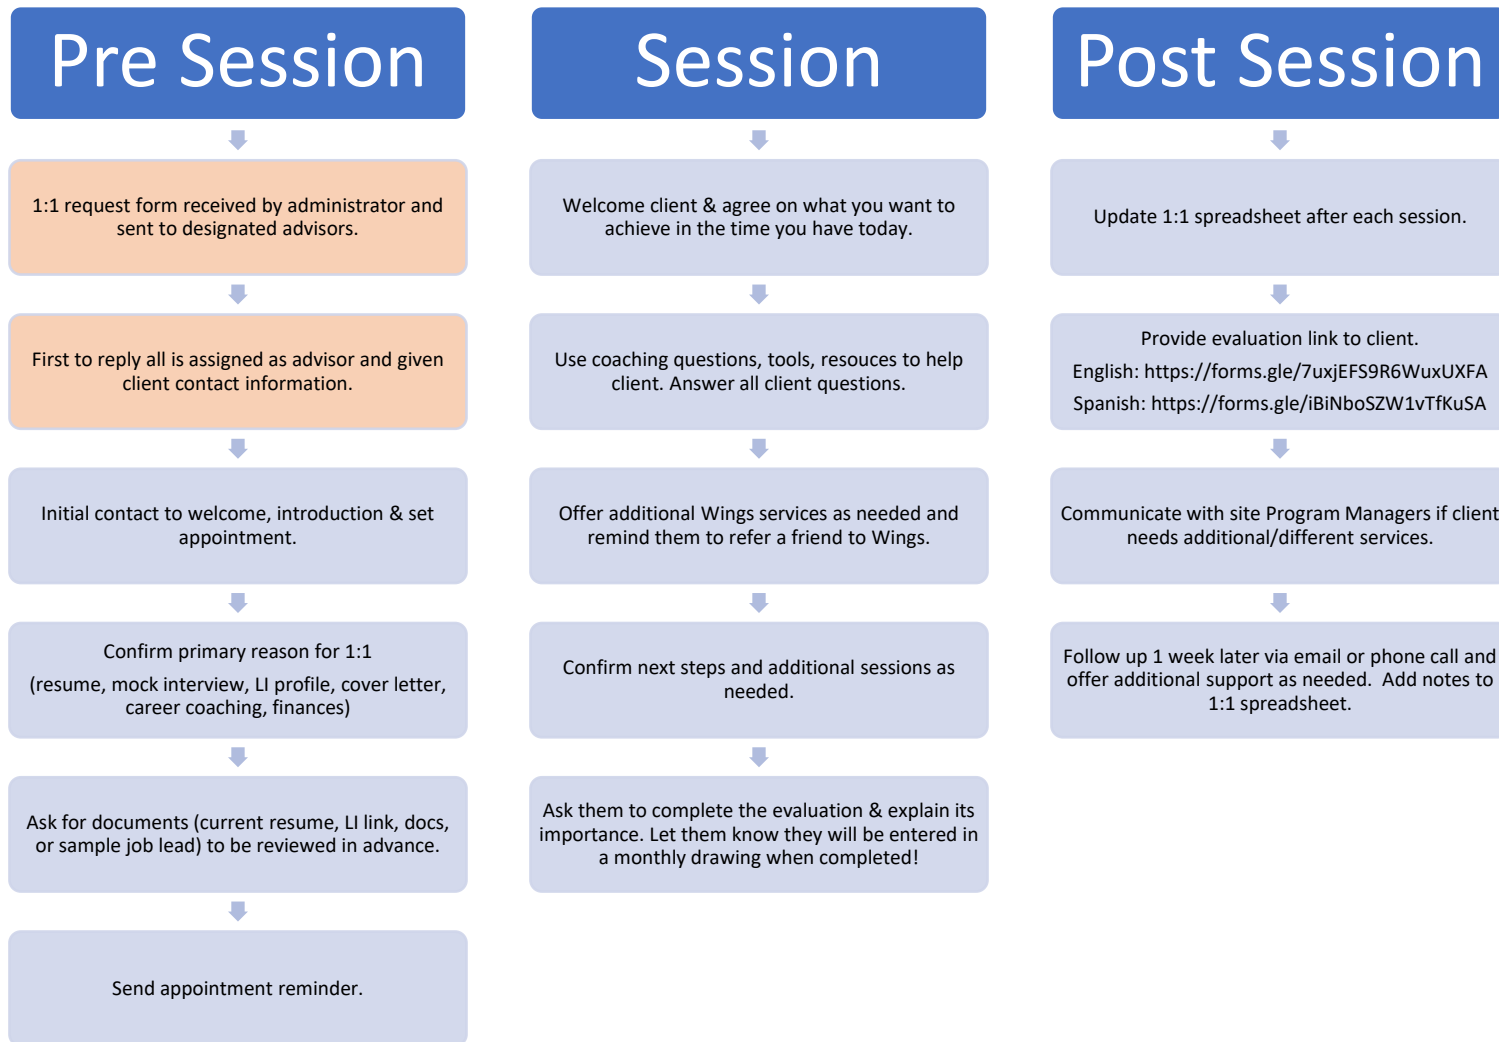 Pre Session
1:1 request form received by administrator and
sent to designated advisors.
First to reply all is assigned as advisor and given
client contact information.
Initial contact to welcome, introduction & set
appointment.
Confirm primary reason for 1:1
(resume, mock interview, LI profile, cover letter,
career coaching, finances)
Ask for documents (current resume, LI link, docs,
or sample job lead) to be reviewed in advance.
Send appointment reminder.
Session
Welcome client & agree on what you want to
achieve in the time you have today.
Use coaching questions, tools, resouces to help
client. Answer all client questions.
Offer additional Wings services as needed and
remind them to refer a friend to Wings.
Confirm next steps and additional sessions as
needed.
Ask them to complete the evaluation & explain its
importance. Let them know they will be entered in
a monthly drawing when completed!
Post Session
Update 1:1 spreadsheet after each session.
Provide evaluation link to client.
English: https://forms.gle/7uxjEFS9R6WuxUXFA
Spanish: https://forms.gle/iBiNboSZW1vTfKuSA
Communicate with site Program Managers if client
needs additional/different services.
Follow up 1 week later via email or phone call and
offer additional support as needed.  Add notes to
1:1 spreadsheet.